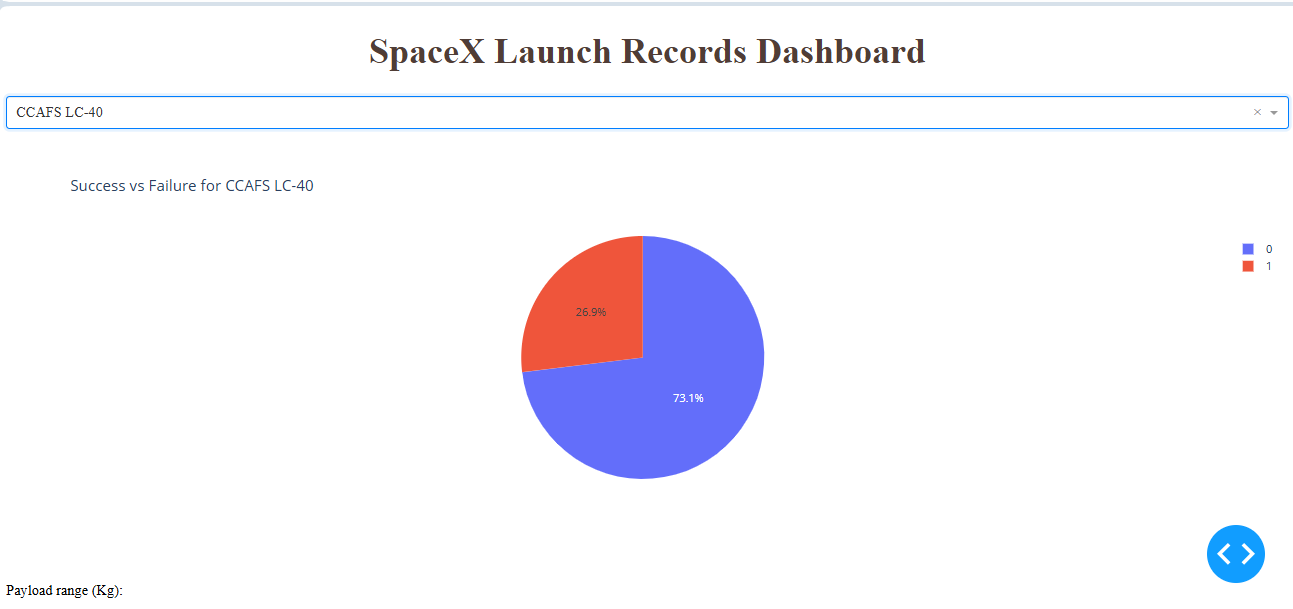 SpaceX Launch Records Dashboard
CCAFS LC-40
Success vs Failure for CCAFS LC-40
0
1
26.9%
73.1%
Payload range (Kg):